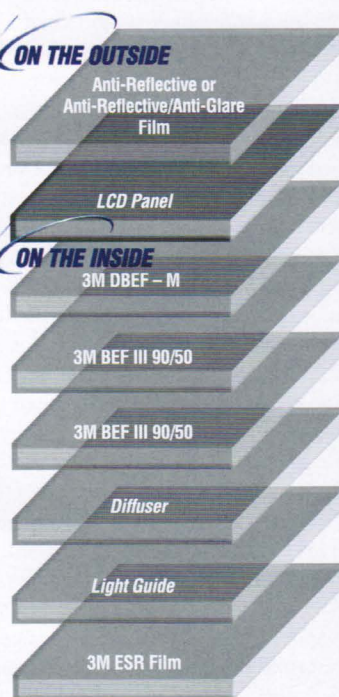 ON THE OUTSIDE
Anti-Reflective or
Anti-Reflective/Anti-Glare
Film
LCD Panel
ON THE INSIDE
3M DBEF – M
3M BEF III 90/50
3M BEF III 90/50
Diffuser
Light Guide
3M ESR Film